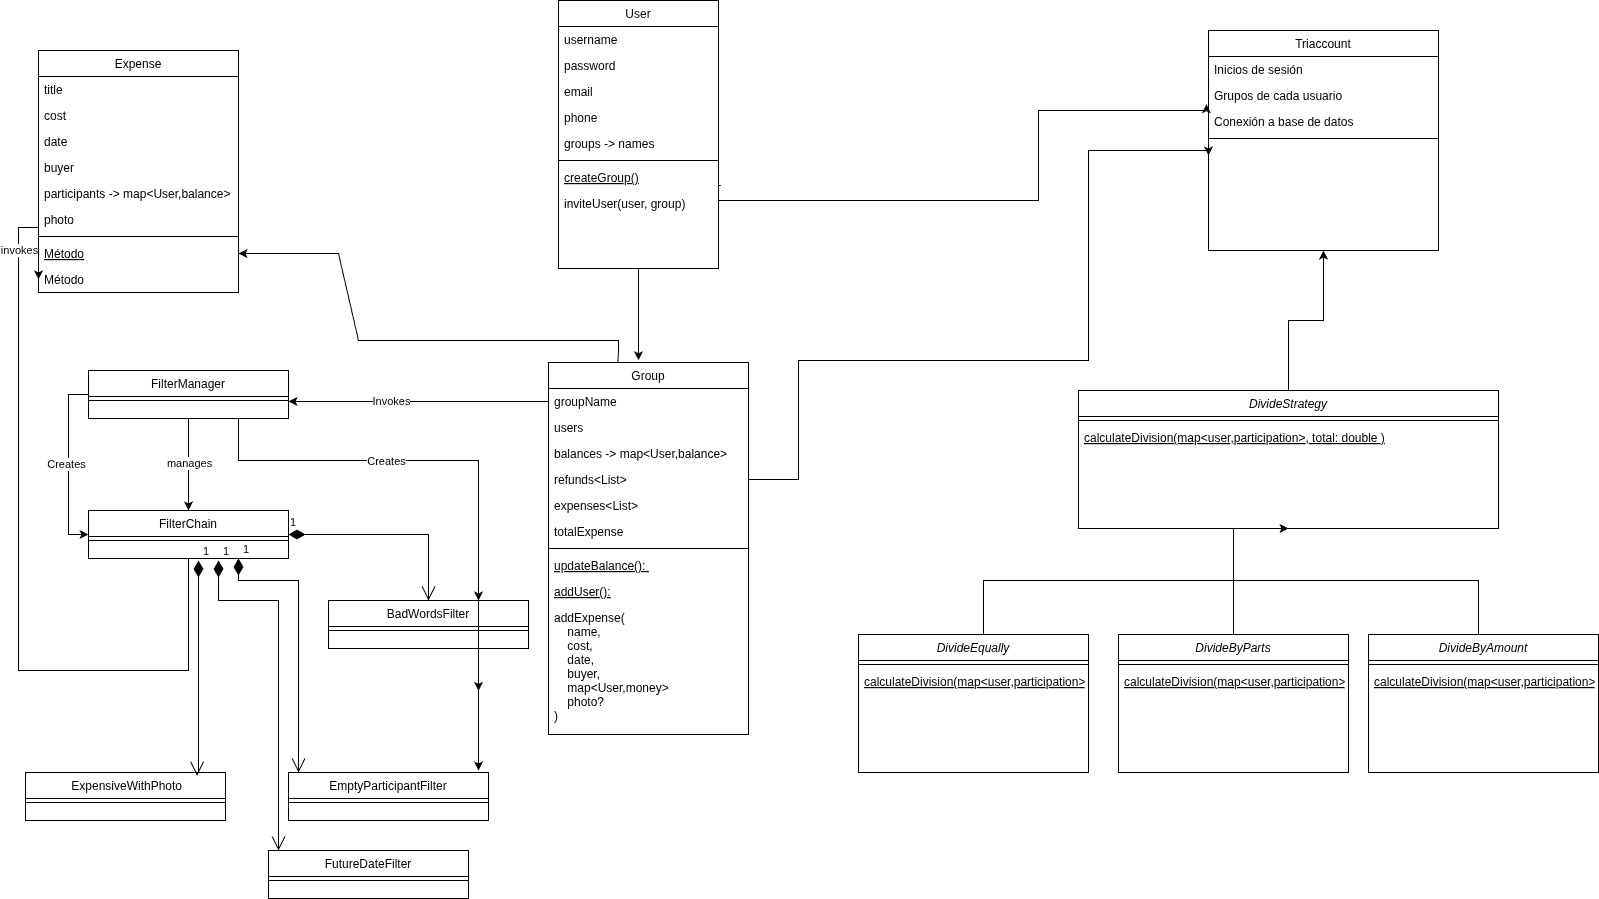 User
username
password
email
phone
groups -> names
createGroup()
inviteUser(user, group)
Triaccount
Inicios de sesión
Grupos de cada usuario
Conexión a base de datos
Expense
title
cost
date
buyer
participants -> map<User,balance>
photo
invokes
Método
Método
Group
groupName
users
balances -> map<User,balance>
refunds<List>
expenses<List>
totalExpense
updateBalance():
addUser():
addExpense(
name,
cost,
date,
buyer,
map<User,money>
photo?
)
FilterManager
Invokes
Creates
manages
Creates
FilterChain
1
1
1
1
BadWordsFilter
ExpensiveWithPhoto
EmptyParticipantFilter
FutureDateFilter
DivideStrategy
calculateDivision(map<user,participation>, total: double )
DivideEqually
calculateDivision(map<user,participation>
DivideByParts
calculateDivision(map<user,participation>
DivideByAmount
calculateDivision(map<user,participation>